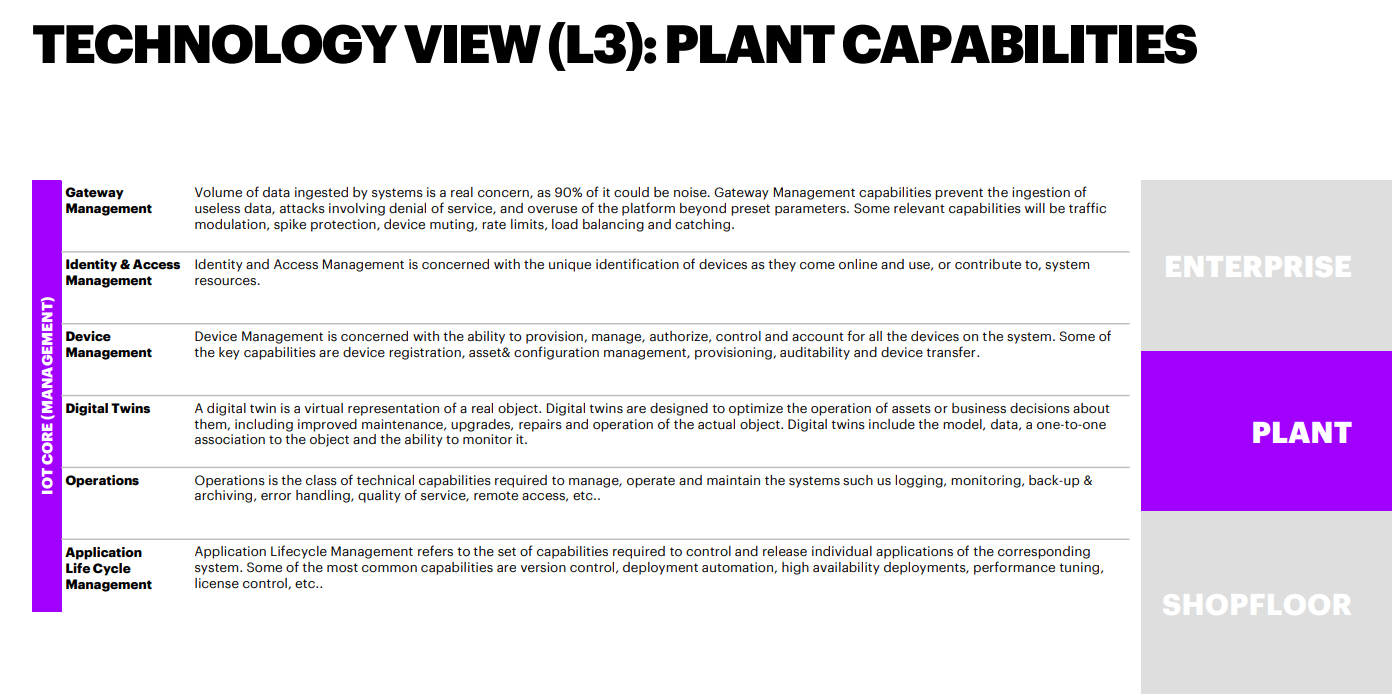 TECHNOLOGY VIEW (L3): PLANT CAPABILITIES
IOT CORE (MANAGEMENT)
Gateway
Management
Volume of data ingested by systems is a real concern, as 90% of it could be noise. Gateway Management capabilities prevent the ingestion of
useless data, attacks involving denial of service, and overuse of the platform beyond preset parameters. Some relevant capabilities will be traffic
modulation, spike protection, device muting, rate limits, load balancing and catching.
Identity & Access
Management
Identity and Access Management is concerned with the unique identification of devices as they come online and use, or contribute to, system
resources.
Device
Management
Device Management is concerned with the ability to provision, manage, authorize, control and account for all the devices on the system. Some of
the key capabilities are device registration, asset& configuration management, provisioning, auditability and device transfer.
Digital Twins
A digital twin is a virtual representation of a real object. Digital twins are designed to optimize the operation of assets or business decisions about
them, including improved maintenance, upgrades, repairs and operation of the actual object. Digital twins include the model, data, a one-to-one
association to the object and the ability to monitor it.
Operations
Operations is the class of technical capabilities required to manage, operate and maintain the systems such us logging, monitoring, back-up &
archiving, error handling, quality of service, remote access, etc..
Application
Life Cycle
Management
Application Lifecycle Management refers to the set of capabilities required to control and release individual applications of the corresponding
system. Some of the most common capabilities are version control, deployment automation, high availability deployments, performance tuning,
license control, etc..
ENTERPRISE
PLANT
SHOPFLOOR